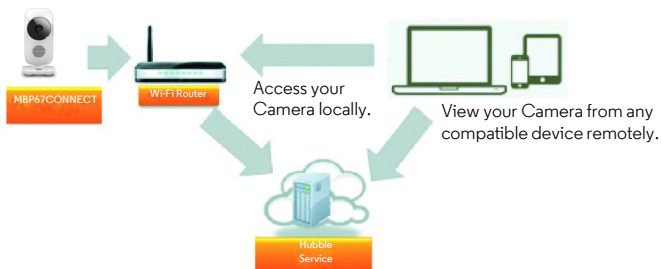 MBP67CONNECT
Wi-Fi Router
Access your
Camera locally.
View your Camera from any
compatible device remotely.
Hubble
Service